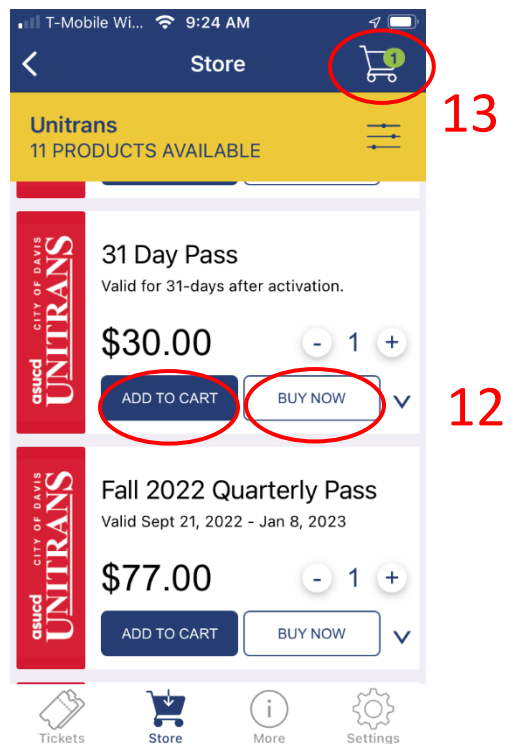 T-Mobile Wi... 9:24 AM
Store
1
13
Unitrans
11 PRODUCTS AVAILABLE
CITY OF DAVIS
asucd UNITRANS
31 Day Pass
Valid for 31-days after activation.
$30.00 - 1 +
ADD TO CART BUY NOW
12
CITY OF DAVIS
asucd UNITRANS
Fall 2022 Quarterly Pass
Valid Sept 21, 2022 - Jan 8, 2023
$77.00 - 1 +
ADD TO CART BUY NOW
Tickets Store More Settings